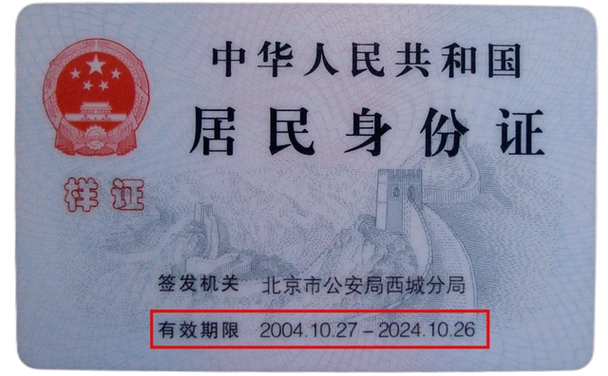 中华人民共和国
居民身份证
样证
签发机关 北京市公安局西城分局
有效期限 2004.10.27-2024.10.26